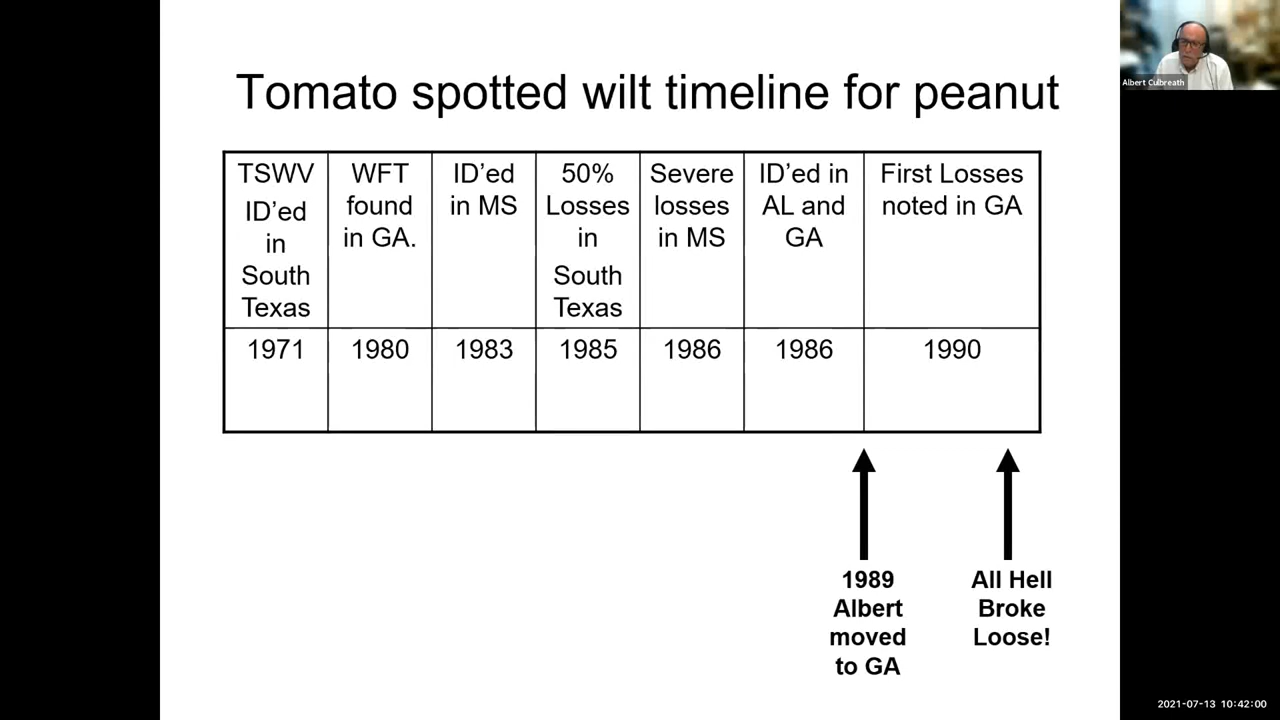 Tomato spotted wilt timeline for peanut
Albert Culbreath
TSWV
ID’ed
in
South
Texas
WFT
found
in GA.
ID’ed
in MS
50%
Losses
in
South
Texas
Severe
losses
in MS
ID’ed in
AL and
GA
First Losses
noted in GA
1971
1980
1983
1985
1986
1986
1990
1989
Albert
moved
to GA
All Hell
Broke
Loose!
2021-07-13 10:42:00